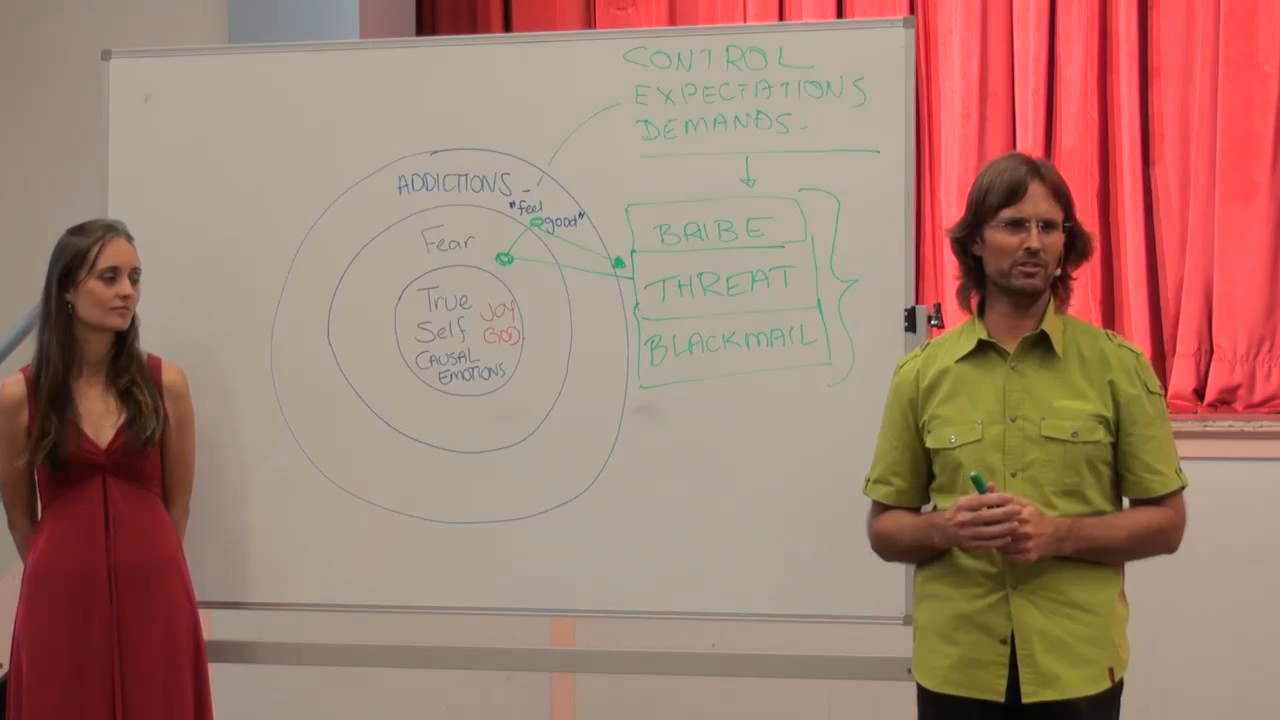 CONTROL
EXPECTATIONS
DEMANDS.
ADDICTIONS
"feel
good"
Fear
True
Self
JOY
GOD
CAUSAL
EMOTIONS
BRIBE
THREAT
BLACKMAIL